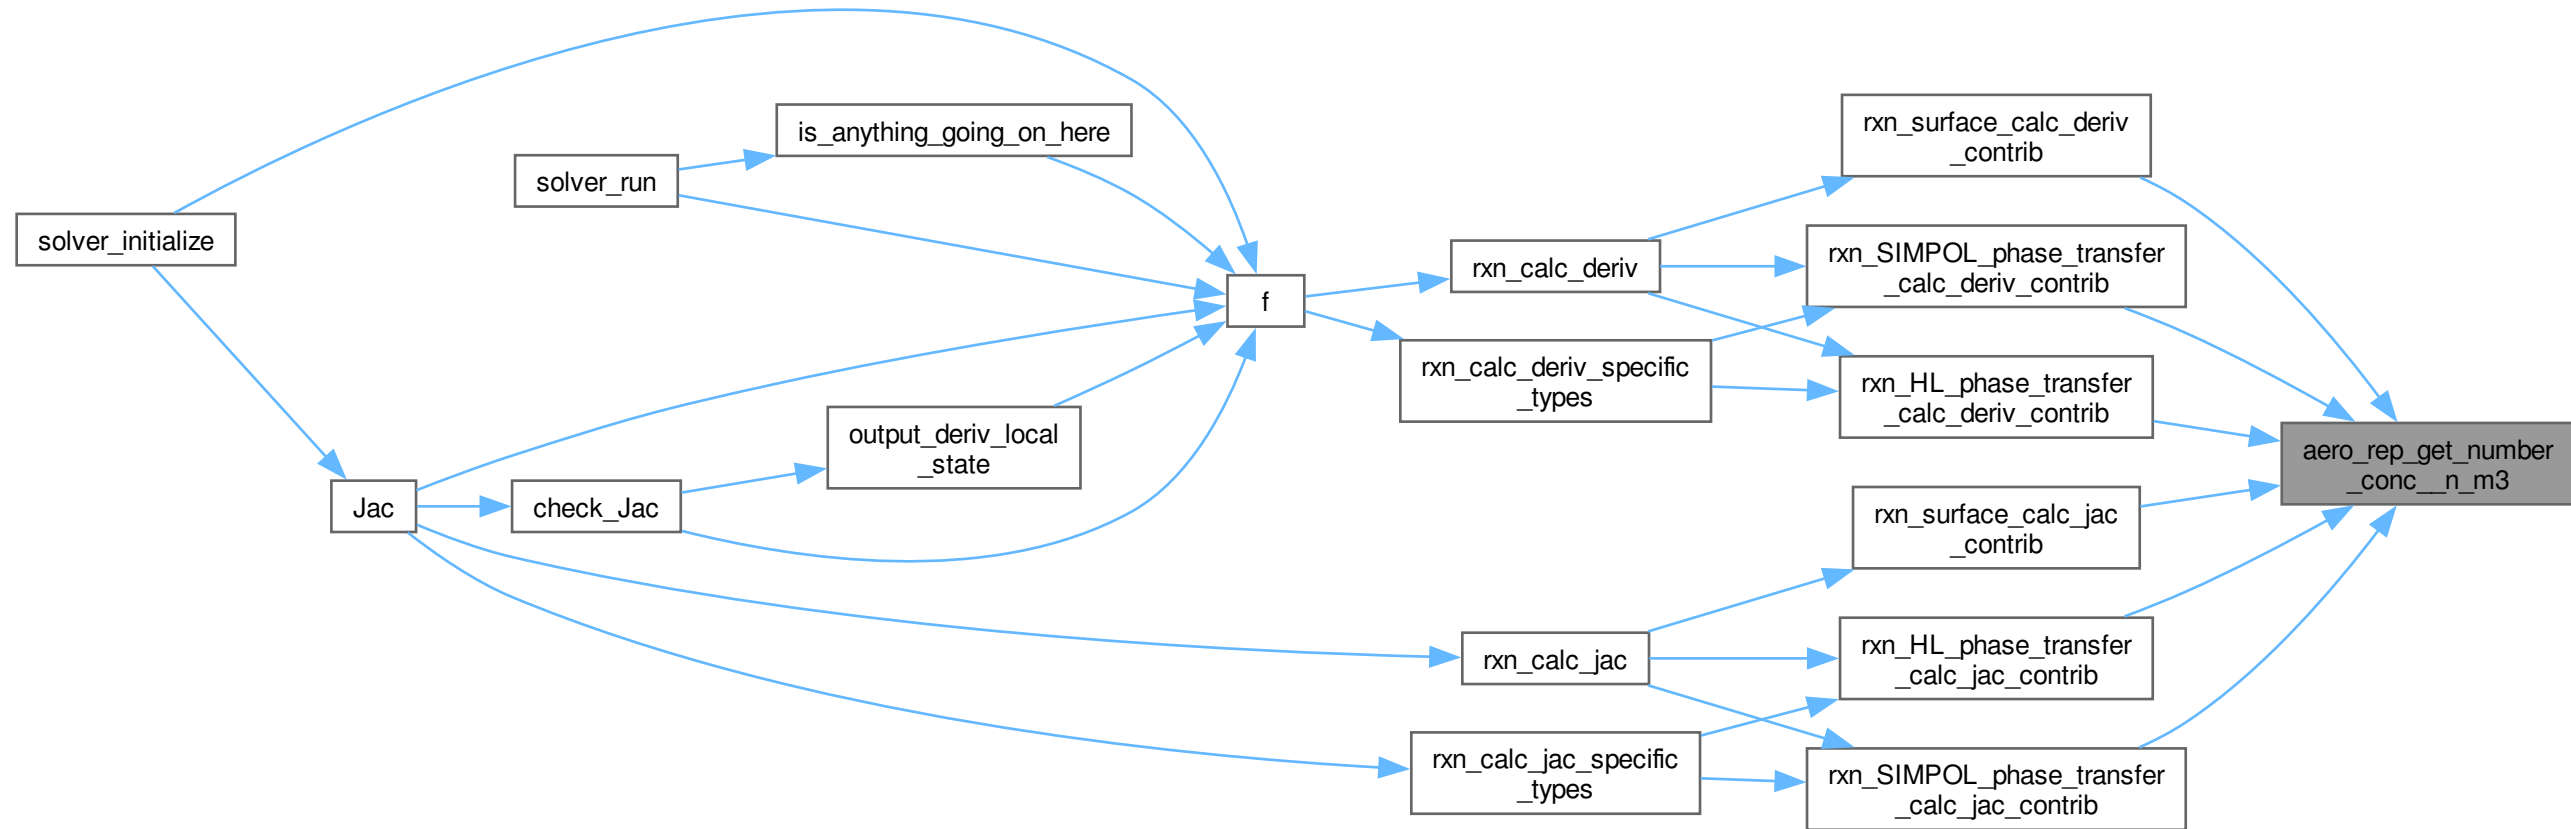 solver_initialize
solver_run
is_anything_going_on_here
Jac
check_Jac
output_deriv_local
_state
f
rxn_calc_deriv
rxn_calc_deriv_specific
_types
rxn_calc_jac
rxn_calc_jac_specific
_types
rxn_surface_calc_deriv
_contrib
rxn_SIMPOL_phase_transfer
_calc_deriv_contrib
rxn_HL_phase_transfer
_calc_deriv_contrib
rxn_surface_calc_jac
_contrib
rxn_HL_phase_transfer
_calc_jac_contrib
rxn_SIMPOL_phase_transfer
_calc_jac_contrib
aero_rep_get_number
_conc__n_m3